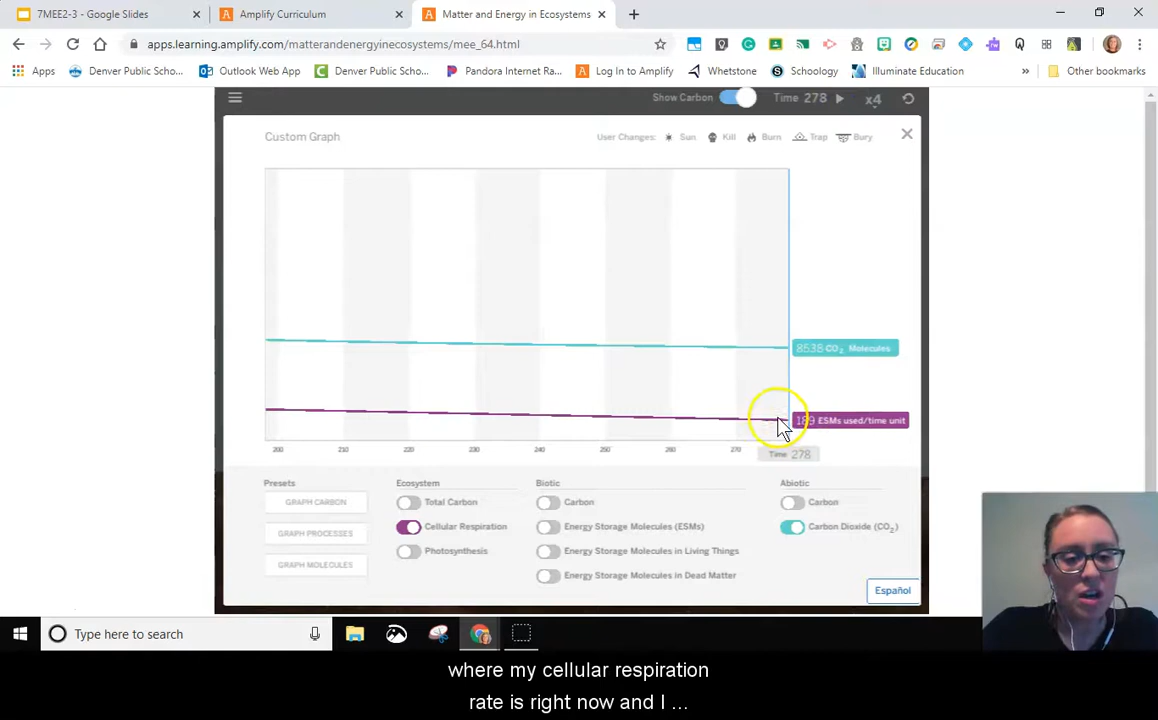 7MEE2-3 - Google Slides
Amplify Curriculum
Matter and Energy in Ecosystems
apps.learning.amplify.com/matterandenergyinecosystems/mee_64.html
Apps
Denver Public Scho...
Outlook Web App
Denver Public Scho...
Pandora Internet Ra...
Log In to Amplify
Whetstone
Schoology
Illuminate Education
Other bookmarks
Show Carbon
Time 278
x4
Custom Graph
User Changes:
Sun
Kill
Burn
Trap
Bury
8538 CO₂ Molecules
189 ESMs used/time unit
200
210
220
230
240
250
260
270
Time 278
Presets
Ecosystem
Biotic
Abiotic
GRAPH CARBON
Total Carbon
Carbon
Carbon
GRAPH PROCESSES
Cellular Respiration
Energy Storage Molecules (ESMs)
Carbon Dioxide (CO₂)
GRAPH MOLECULES
Photosynthesis
Energy Storage Molecules in Living Things
Energy Storage Molecules in Dead Matter
Español
Type here to search
where my cellular respiration
rate is right now and I ...